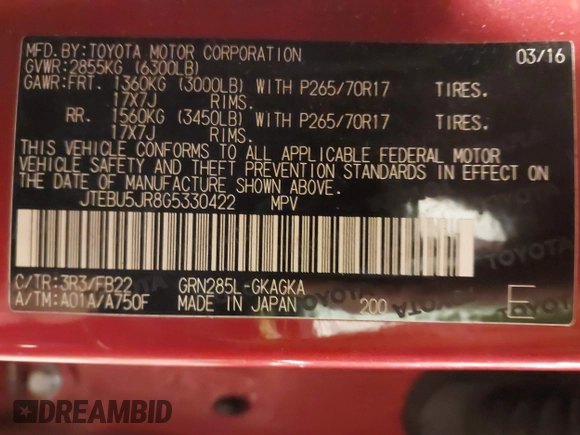 MFD.BY:TOYOTA MOTOR CORPORATION 03/16
GVWR:2855KG (6300LB)
GAWR:FRT. 1360KG (3000LB) WITH P265/70R17 TIRES.
17X7J RIMS.
RR. 1560KG (3450LB) WITH P265/70R17 TIRES.
17X7J RIMS.
THIS VEHICLE CONFORMS TO ALL APPLICABLE FEDERAL MOTOR
VEHICLE SAFETY AND THEFT PREVENTION STANDARDS IN EFFECT ON
THE DATE OF MANUFACTURE SHOWN ABOVE.
JTEBU5JR8G5330422 MPV
TOYOTA
C/TR:3R3/FB22 GRN285L-GKAGKA
A/TM:A01A/A750F MADE IN JAPAN 200 E
DREAMBID